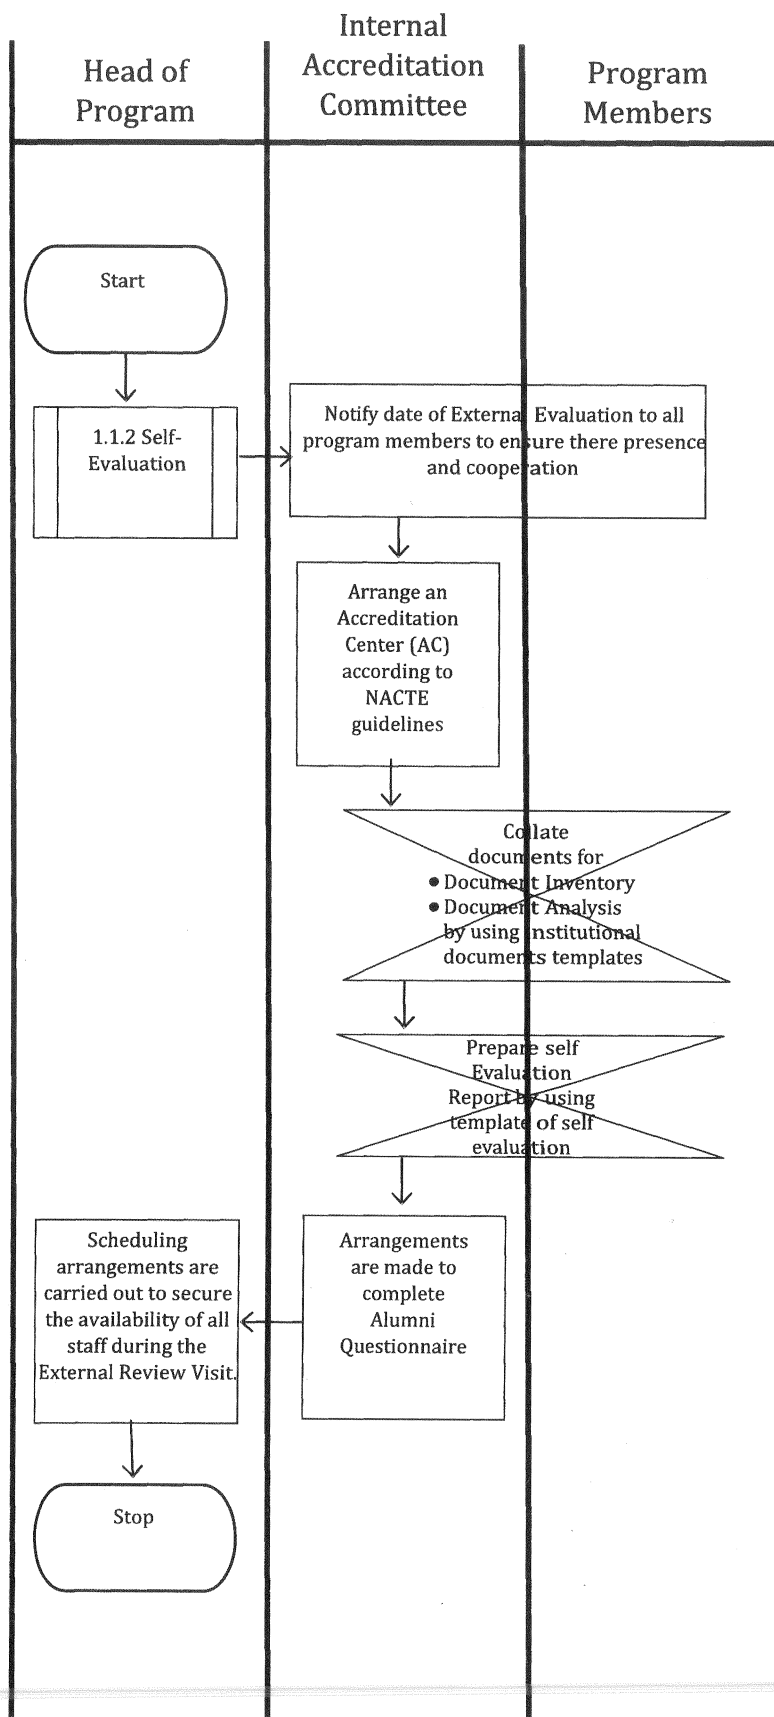 Head of
Program
Internal
Accreditation
Committee
Program
Members
Start
1.1.2 Self-
Evaluation
Notify date of External Evaluation to all
program members to ensure there presence
and cooperation
Arrange an
Accreditation
Center (AC)
according to
NACTE
guidelines
Collate
documents for
● Document Inventory
● Document Analysis
by using institutional
documents templates
Prepare self
Evaluation
Report by using
template of self
evaluation
Arrangements
are made to
complete
Alumni
Questionnaire
Scheduling
arrangements are
carried out to secure
the availability of all
staff during the
External Review Visit.
Stop